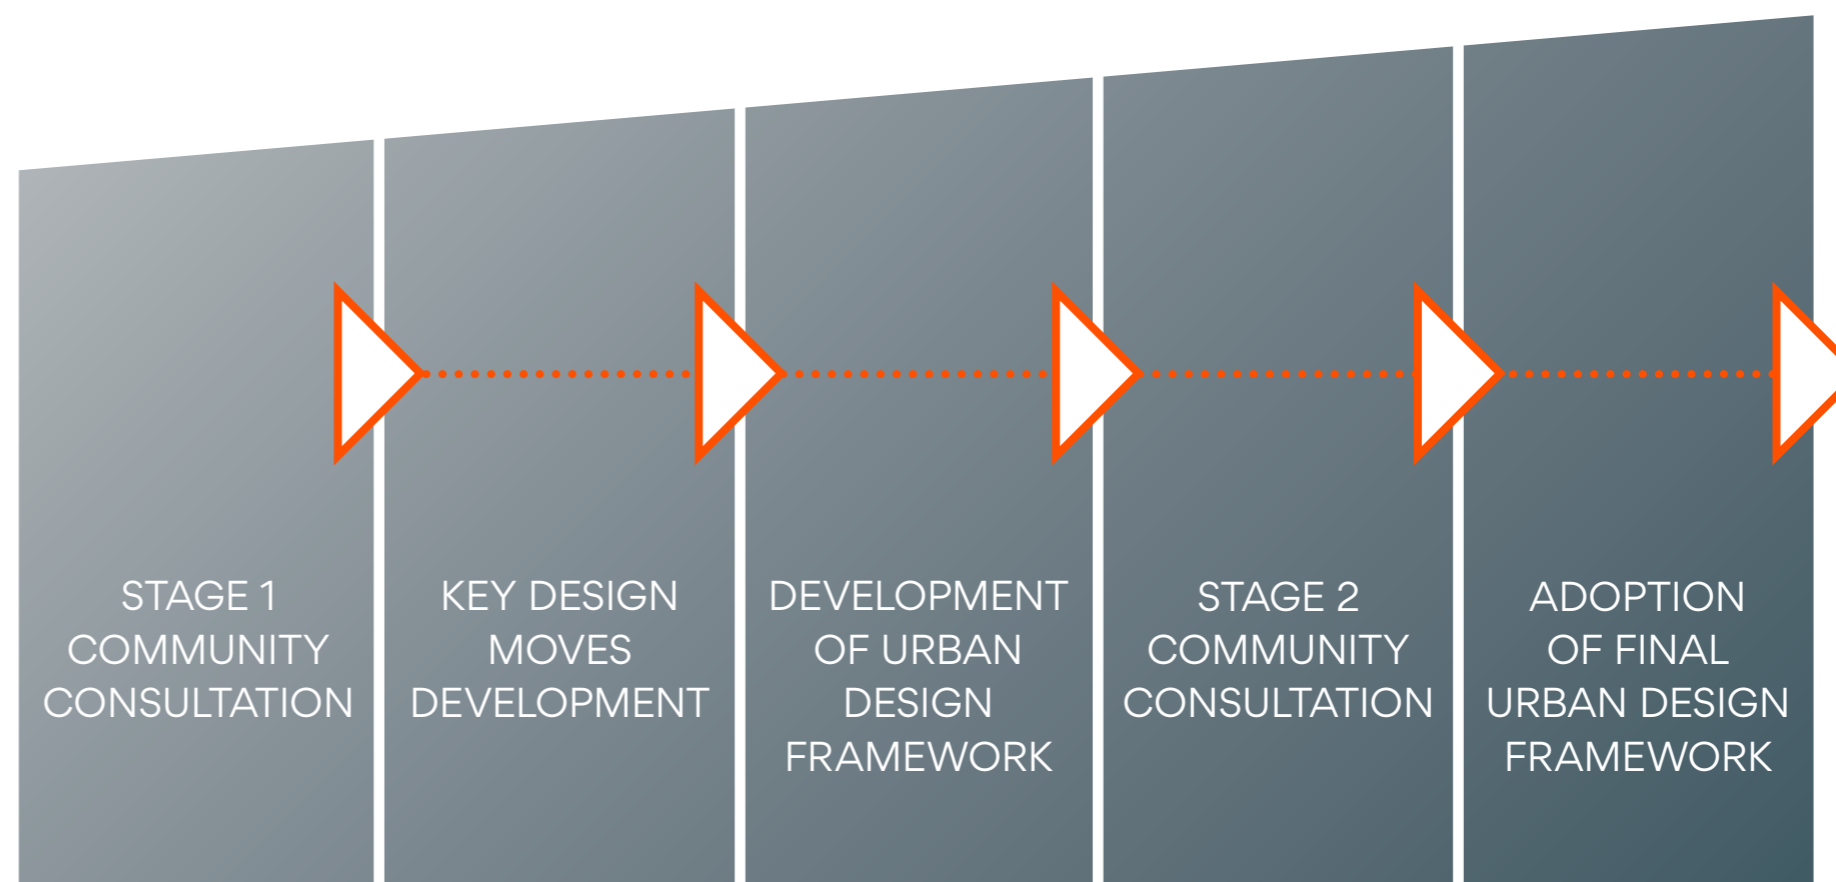 STAGE 1
COMMUNITY
CONSULTATION
KEY DESIGN
MOVES
DEVELOPMENT
DEVELOPMENT
OF URBAN
DESIGN
FRAMEWORK
STAGE 2
COMMUNITY
CONSULTATION
ADOPTION
OF FINAL
URBAN DESIGN
FRAMEWORK